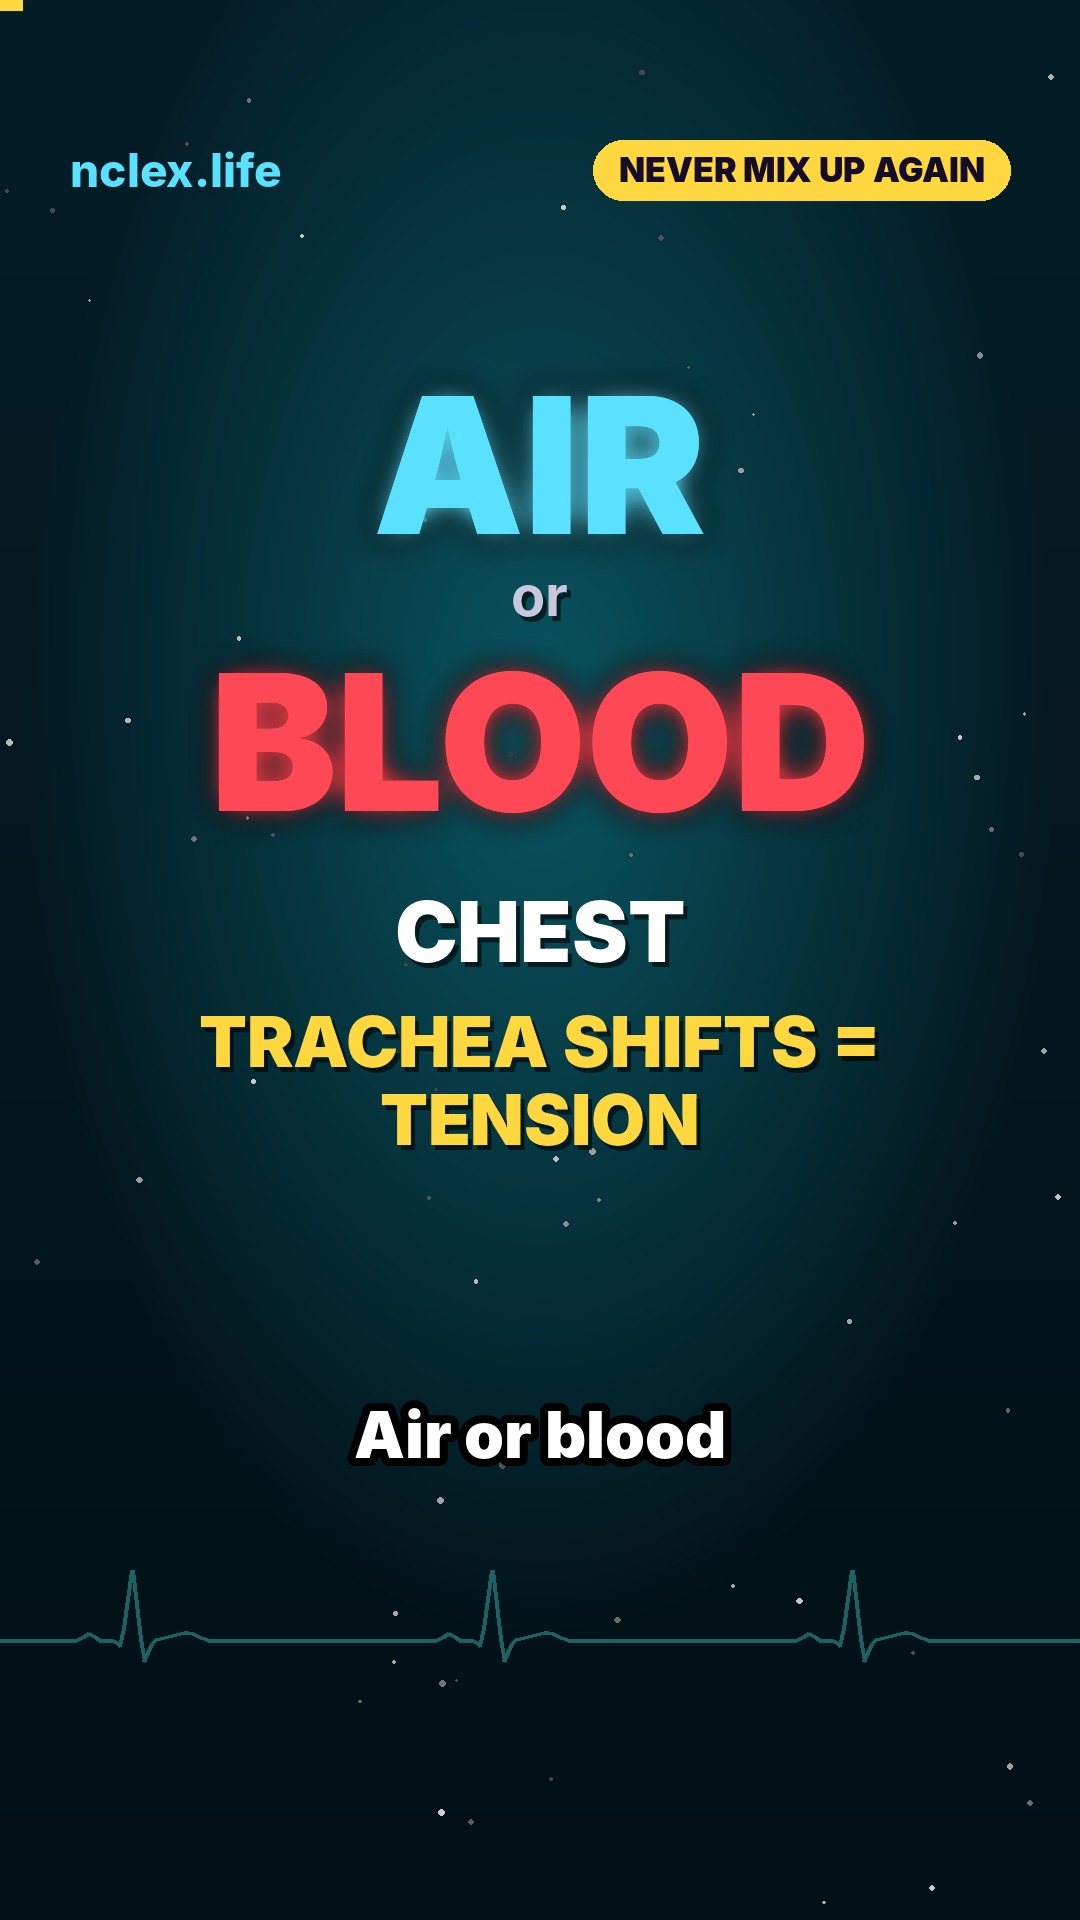 nclex.life
NEVER MIX UP AGAIN
AIR
or
BLOOD
CHEST
TRACHEA SHIFTS =
TENSION
Air or blood